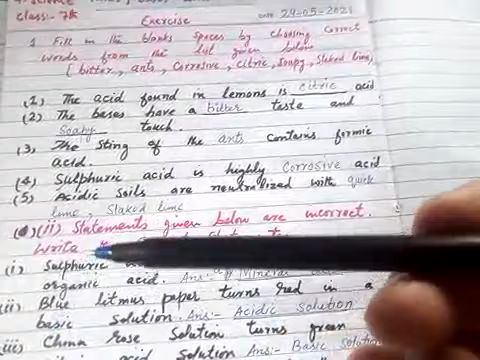 class:- 7th
Exercise
DATE 29-05-2021
1. Fill in the blanks spaces by choosing correct
words from the list given below
[bitter, ants, Corrosive, citric, soapy, slaked lime]
(1) The acid found in lemons is citric acid
(2) The bases have a bitter taste and
soapy touch.
(3) The sting of the ants contains formic
acid.
(4) Sulphuric acid is highly Corrosive acid
(5) Acidic soils are neutralized with quick
lime, slaked lime
(ii) Statements given below are incorrect.
Write
(i) Sulphuric
organic acid. Ans:- Mineral
(ii) Blue litmus paper turns red in a
basic solution. Ans:- Acidic solution
(iii) China rose solution turns green
acid solution Ans:- Basic Solution